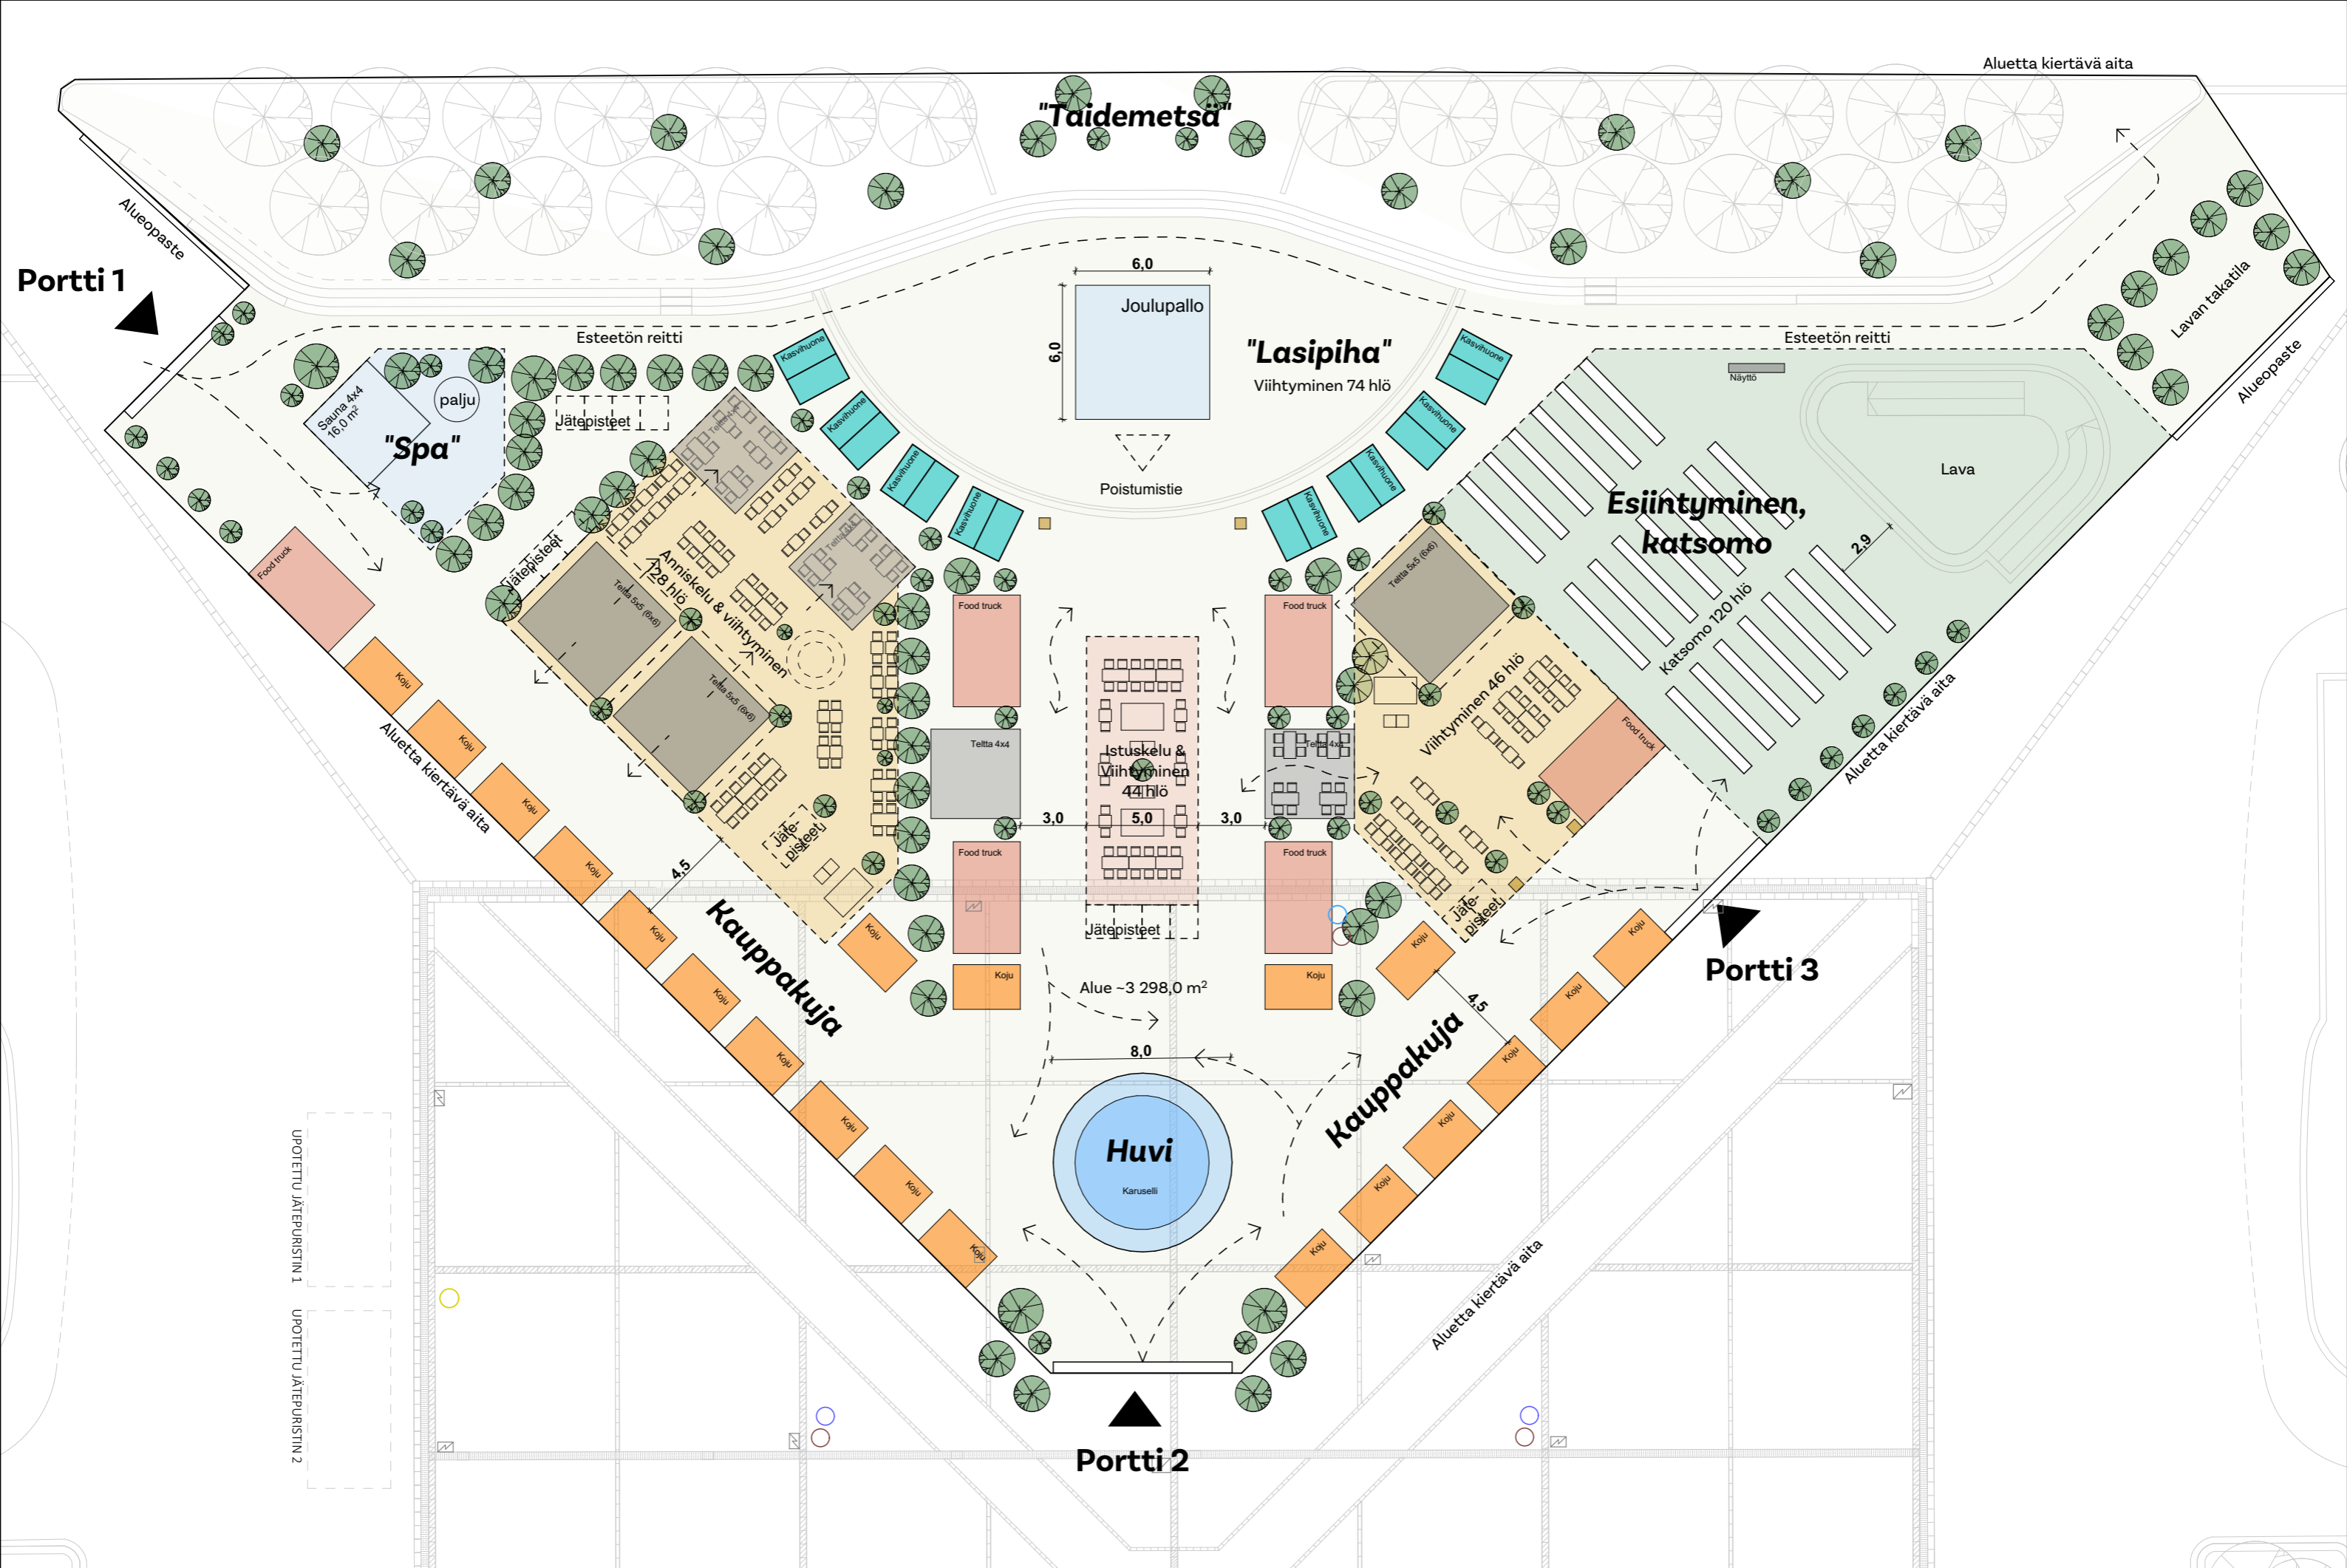 Aluetta kiertävä aita
"Taidemetsä"
Alueopaste
Portti 1
6,0
6,0
Joulupallo
"Lasipiha"
Viihtyminen 74 hlö
Poistumistie
Esteetön reitti
Esteetön reitti
Lavan takatila
Alueopaste
Näyttö
Lava
Esiintyminen,
katsomo
Katsomo 120 hlö
2,9
Aluetta kiertävä aita
Sauna 4x4
16,0 m²
palju
"Spa"
Jätepisteet
Jätepisteet
Kasvihuone
Kasvihuone
Kasvihuone
Kasvihuone
Kasvihuone
Kasvihuone
Kasvihuone
Kasvihuone
Food truck
Anniskelu & viihtyminen
128 hlö
Teltta 5x5 (6x6)
Teltta 5x5 (6x6)
Teltta 5x5 (6x6)
Food truck
Food truck
Teltta 4x4
Teltta 4x4
Istuskelu &
Viihtyminen
44 hlö
3,0
5,0
3,0
Viihtyminen 46 hlö
Food truck
Food truck
Food truck
Jäte-
pisteet
Jäte-
pisteet
Jätepisteet
Koju
Koju
Koju
Koju
Koju
Koju
Koju
Koju
Koju
Koju
Aluetta kiertävä aita
4,5
Kauppakuja
Koju
Koju
Koju
Koju
Alue ~3 298,0 m²
8,0
Huvi
Karuselli
4,5
Kauppakuja
Koju
Koju
Koju
Koju
Koju
Koju
Portti 3
Aluetta kiertävä aita
Portti 2
UPOTETTU JÄTEPURISTIN 1
UPOTETTU JÄTEPURISTIN 2